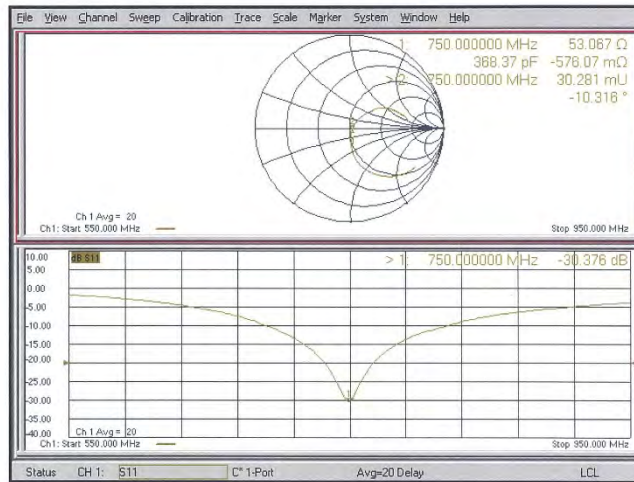 File View Channel Sweep Calibration Trace Scale Marker System Window Help
1: 750.000000 MHz 53.067 Ω
368.37 pF -576.07 mΩ
> 2: 750.000000 MHz 30.281 mU
-10.316 °
Ch 1 Avg = 20
Ch1: Start 550.000 MHz
Stop 950.000 MHz
10.00
dB S11
> 1: 750.000000 MHz -30.376 dB
5.00
0.00
-5.00
-10.00
-15.00
-20.00
-25.00
-30.00
1
-35.00
-40.00
Ch 1 Avg = 20
Ch1: Start 550.000 MHz
Stop 950.000 MHz
Status CH 1: S11 C* 1-Port Avg=20 Delay LCL